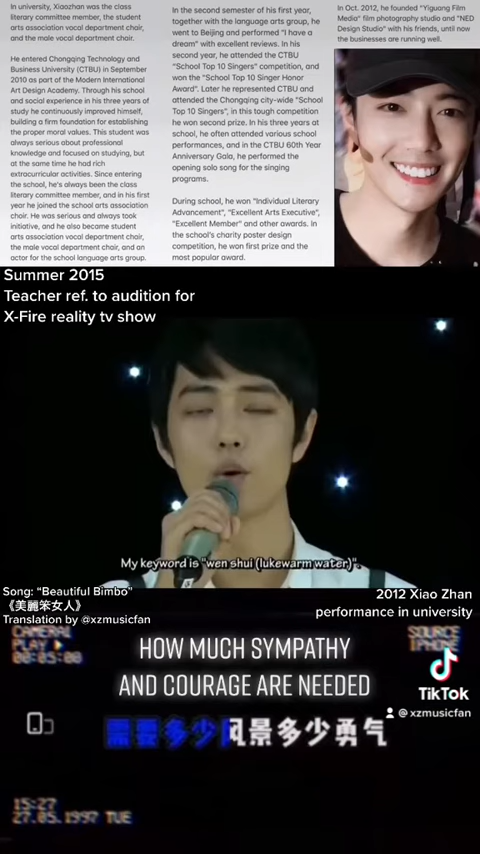 In university, Xiaozhan was the class
literary committee member, the student
arts association vocal department chair,
and the male vocal department chair.
He entered Chongqing Technology and
Business University (CTBU) in September
2010 as part of the Modern International
Art Design Academy. Through his school
and social experience in his three years of
study he continuously improved himself,
building a firm foundation for establishing
the proper moral values. This student was
always serious about professional
knowledge and focused on studying, but
at the same time he had rich
extracurricular activities. Since entering
the school, he's always been the class
literary committee member, and in his first
year he joined the school arts association
choir. He was serious and always took
initiative, and he also became student
arts association vocal department chair,
the male vocal department chair, and an
actor for the school language arts group.
In the second semester of his first year,
together with the language arts group, he
went to Beijing and performed "I have a
dream" with excellent reviews. In his
second year, he attended the CTBU
"School Top 10 Singers" competition, and
won the "School Top 10 Singer Honor
Award". Later he represented CTBU and
attended the Chongqing city-wide "School
Top 10 Singers", in this tough competition
he won second prize. In his three years at
school, he often attended various school
performances, and in the CTBU 60th Year
Anniversary Gala, he performed the
opening solo song for the singing
programs.
During school, he won "Individual Literary
Advancement", "Excellent Arts Executive",
"Excellent Member" and other awards. In
the school's charity poster design
competition, he won first prize and the
most popular award.
In Oct. 2012, he founded "Yiguang Film
Media" film photography studio and "NED
Design Studio" with his friends, until now
the businesses are running well.
Summer 2015
Teacher ref. to audition for
X-Fire reality tv show
My keyword is "wen shui (lukewarm water)".
Song: "Beautiful Bimbo"
《美麗笨女人》
Translation by @xzmusicfan
2012 Xiao Zhan
performance in university
CAMERA1
PLAY
00:05:00
SOURCE
IPHONE
HOW MUCH SYMPATHY
AND COURAGE ARE NEEDED
需要多少风景多少勇气
TikTok
@xzmusicfan
15:27
27.05.1997 TUE